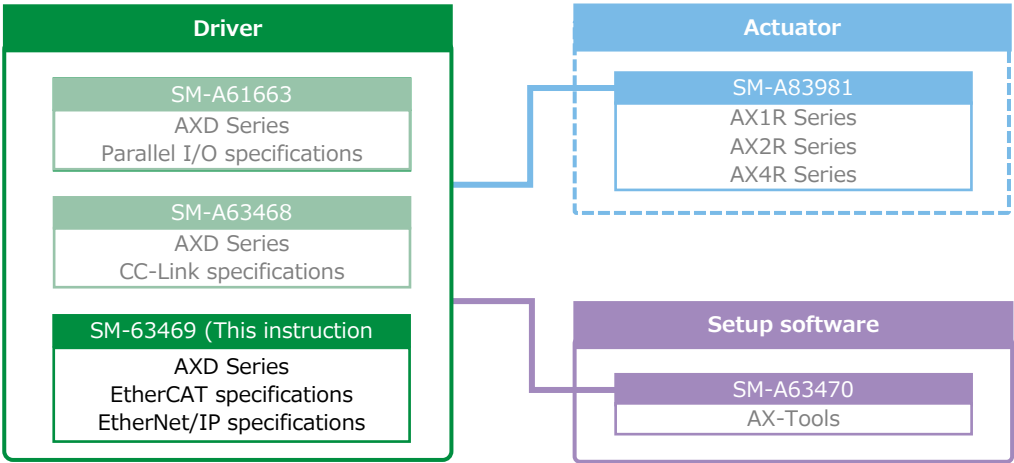 Driver
SM-A61663
AXD Series
Parallel I/O specifications
SM-A63468
AXD Series
CC-Link specifications
SM-63469 (This instruction
AXD Series
EtherCAT specifications
EtherNet/IP specifications
Actuator
SM-A83981
AX1R Series
AX2R Series
AX4R Series
Setup software
SM-A63470
AX-Tools